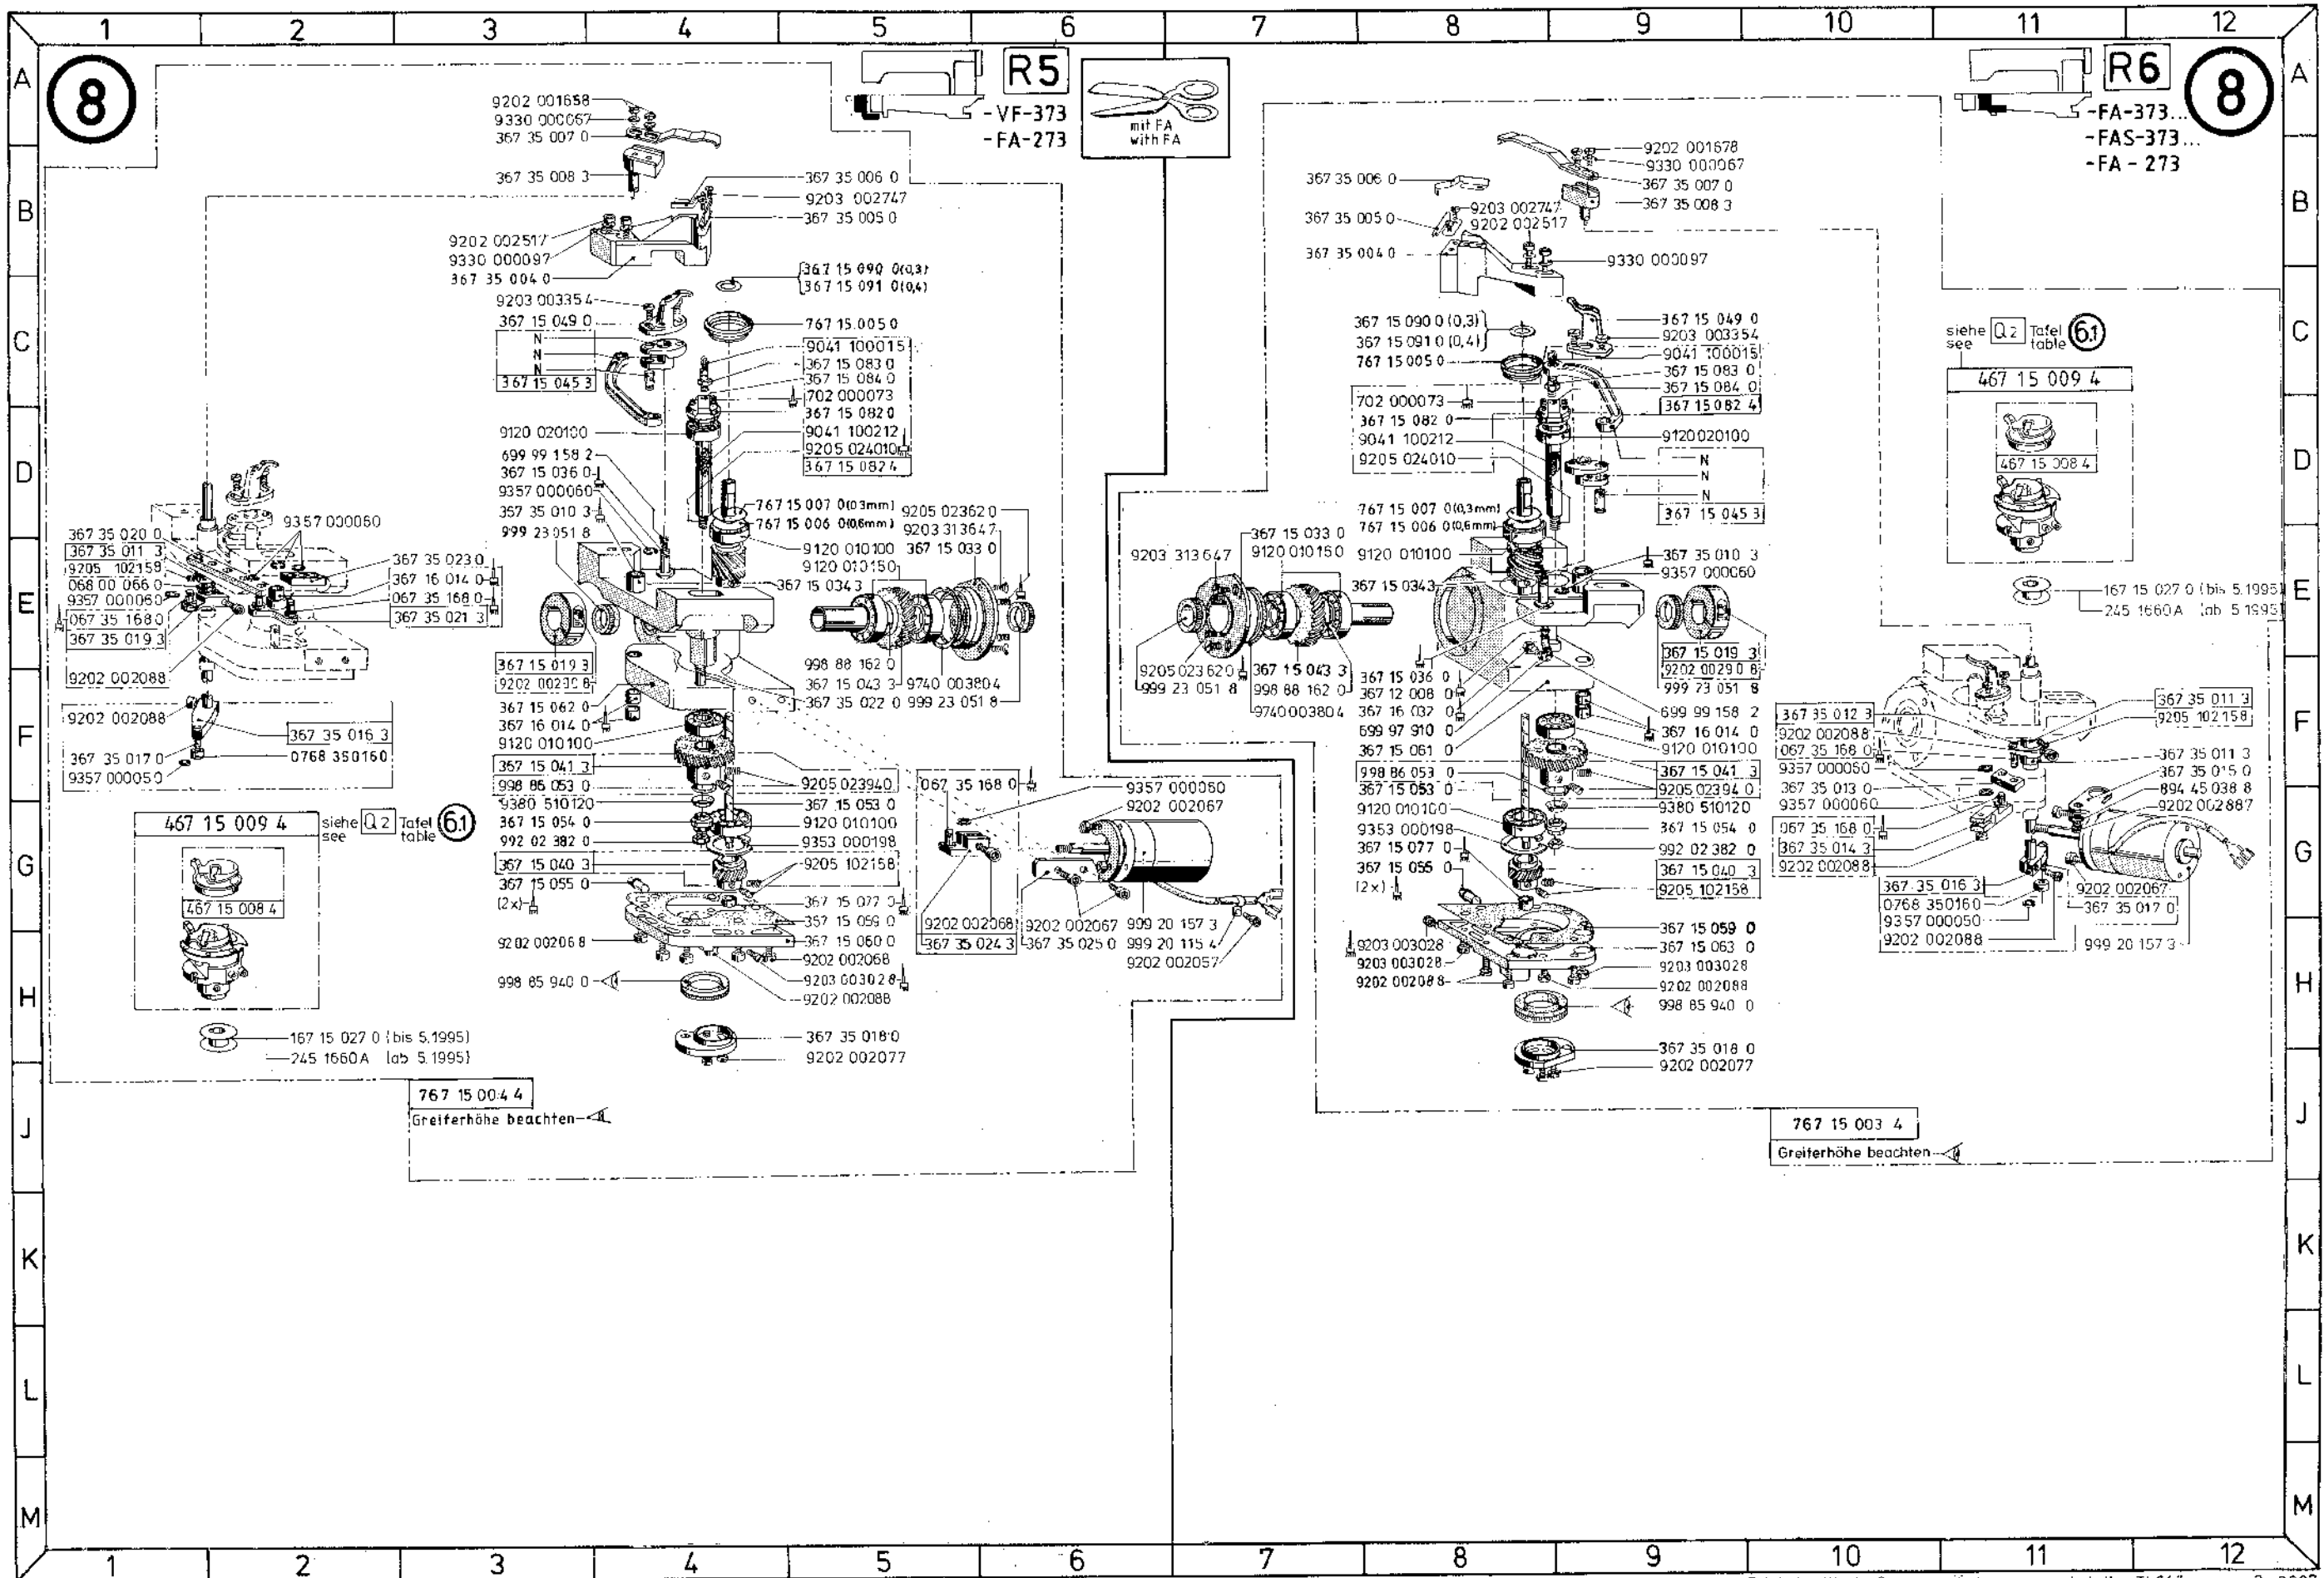 1 2 3 4 5 6 7 8 9 10 11 12
A
B
C
D
E
F
G
H
J
K
L
M
8
R5
-VF-373
-FA-273
mit FA
with FA
9202 001658
9330 000067
367 35 007 0
367 35 008 3
367 35 006 0
9203 002747
367 35 005 0
9202 002517
9330 000097
367 35 004 0
367 15 090 0(0,3)
367 15 091 0(0,4)
9203 003354
367 15 049 0
N
N
N
367 15 045 3
767 15 005 0
9041 100015
367 15 083 0
367 15 084 0
702 000073
367 15 082 0
9041 100212
9205 024010
367 15 082 4
9120 020100
699 99 158 2
367 15 036 0
9357 000060
367 35 010 3
999 23 051 8
767 15 007 0(0,3mm)
767 15 006 0(0,6mm)
9120 010100
9120 010150
367 15 034 3
9205 023620
9203 313647
367 15 033 0
367 35 020 0
367 35 011 3
9205 102158
068 00 066 0
9357 000060
067 35 168 0
367 35 019 3
9202 002088
9357 000060
367 35 023 0
367 16 014 0
067 35 168 0
367 35 021 3
9202 002088
367 35 017 0
9357 000050
367 35 016 3
0768 350160
367 15 019 3
367 15 062 0
367 16 014 0
9120 010100
367 15 041 3
998 86 053 0
9380 510120
367 15 054 0
992 02 382 0
367 15 040 3
367 15 055 0
(2x)
9202 002068
998 85 940 0
998 88 162 0
367 15 043 3
9740 003804
367 35 022 0
999 23 051 8
9205 023940
367 15 053 0
9120 010100
9353 000198
9205 102158
367 15 077 0
367 15 059 0
367 15 060 0
9202 002068
9203 003028
9202 002088
367 35 018 0
9202 002077
067 35 168 0
9357 000060
9202 002067
9202 002068
367 35 024 3
9202 002067
367 35 025 0
999 20 157 3
999 20 115 4
9202 002057
467 15 009 4
467 15 008 4
siehe Q2 Tafel 6.1
see table
167 15 027 0 (bis 5.1995)
245 1660A (ab 5.1995)
767 15 004 4
Greiferhöhe beachten
R6
8
-FA-373...
-FAS-373...
-FA-273
367 35 006 0
367 35 005 0
367 35 004 0
9203 002747
9202 002517
9202 001678
9330 000067
367 35 007 0
367 35 008 3
9330 000097
367 15 090 0 (0,3)
367 15 091 0 (0,4)
767 15 005 0
702 000073
367 15 082 0
9041 100212
9205 024010
367 15 049 0
9203 003354
9041 100015
367 15 083 0
367 15 084 0
367 15 082 4
9120 020100
N
N
N
367 15 045 3
767 15 007 0(0,3mm)
767 15 006 0(0,6mm)
9120 010100
367 15 034 3
9203 313647
367 15 033 0
9120 010150
9205 023620
999 23 051 8
367 15 043 3
998 88 162 0
9740 003804
367 35 010 3
9357 000060
367 15 019 3
9202 002908
999 73 051 8
367 15 036 0
367 12 008 0
367 16 032 0
699 97 910 0
367 15 061 0
998 86 053 0
367 15 053 0
9120 010100
9353 000198
367 15 077 0
367 15 055 0
(2x)
699 99 158 2
367 16 014 0
9120 010100
367 15 041 3
9205 023940
9380 510120
367 15 054 0
992 02 382 0
367 15 040 3
9205 102158
9203 003028
9203 003028
9202 002088
367 15 059 0
367 15 063 0
9203 003028
9202 002088
998 85 940 0
367 35 018 0
9202 002077
siehe Q2 Tafel 6.1
see table
467 15 009 4
467 15 008 4
167 15 027 0 (bis 5.1995)
245 1660A (ab 5.1995)
367 35 012 3
9202 002088
067 35 168 0
9357 000060
367 35 013 0
9357 000060
067 35 168 0
367 35 014 3
9202 002088
367 35 011 3
9205 102158
367 35 011 3
367 35 015 0
894 45 038 8
9202 002887
367 35 016 3
0768 350160
9357 000050
9202 002088
9202 002067
367 35 017 0
999 20 157 3
767 15 003 4
Greiferhöhe beachten
A
B
C
D
E
F
G
H
J
K
L
M
1 2 3 4 5 6 7 8 9 10 11 12